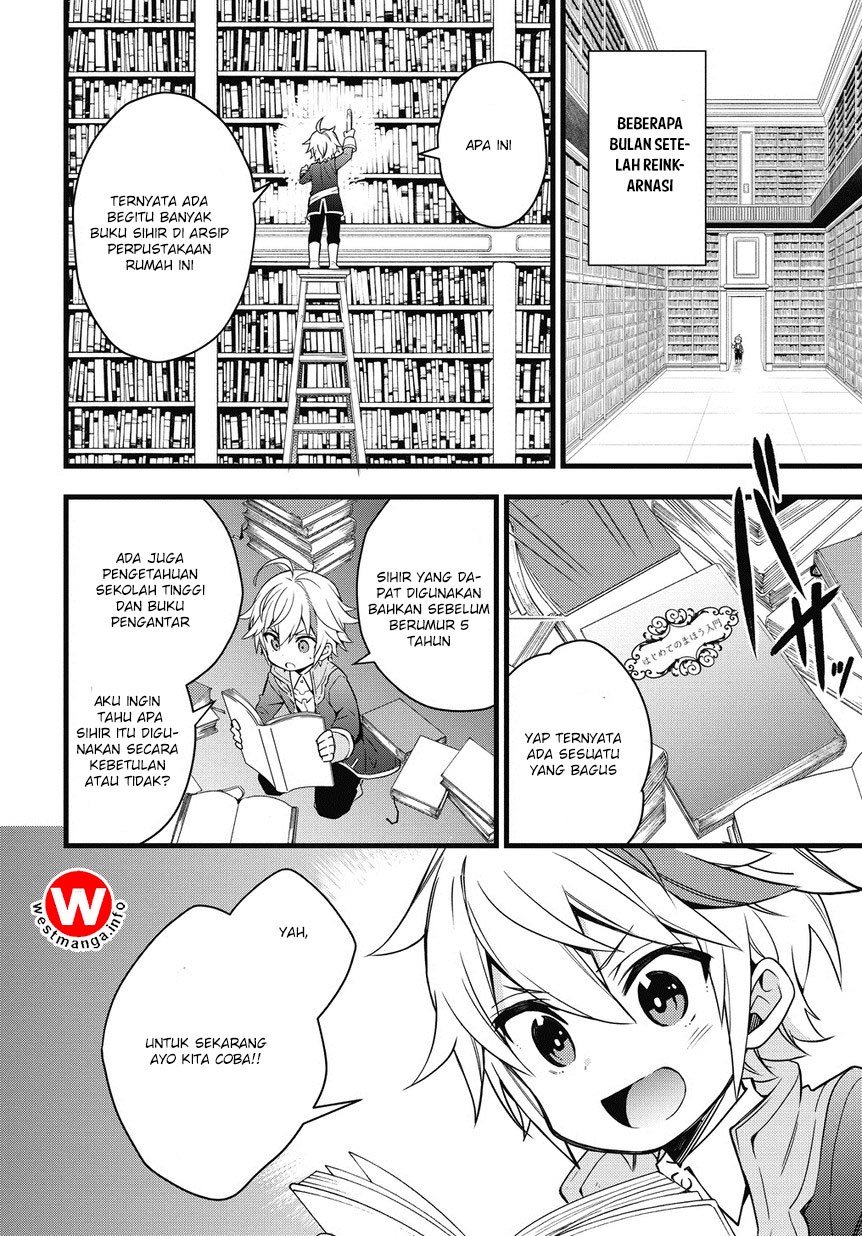 BEBERAPA
BULAN SETE-
LAH REINK-
ARNASI
APA INI
TERNYATA ADA
BEGITU BANYAK
BUKU SIHIR DI ARSIP
PERPUSTAKAAN
RUMAH INI
はじめてのまほう入門
YAP TERNYATA
ADA SESUATU
YANG BAGUS
SIHIR YANG DA-
PAT DIGUNAKAN
BAHKAN SEBELUM
BERUMUR 5
TAHUN
ADA JUGA
PENGETAHUAN
SEKOLAH TINGGI
DAN BUKU
PENGANTAR
AKU INGIN
TAHU APA
SIHIR ITU DIGU-
NAKAN SECARA
KEBETULAN
ATAU TIDAK?
W
westmanga.info
YAH,
UNTUK SEKARANG
AYO KITA COBA!!